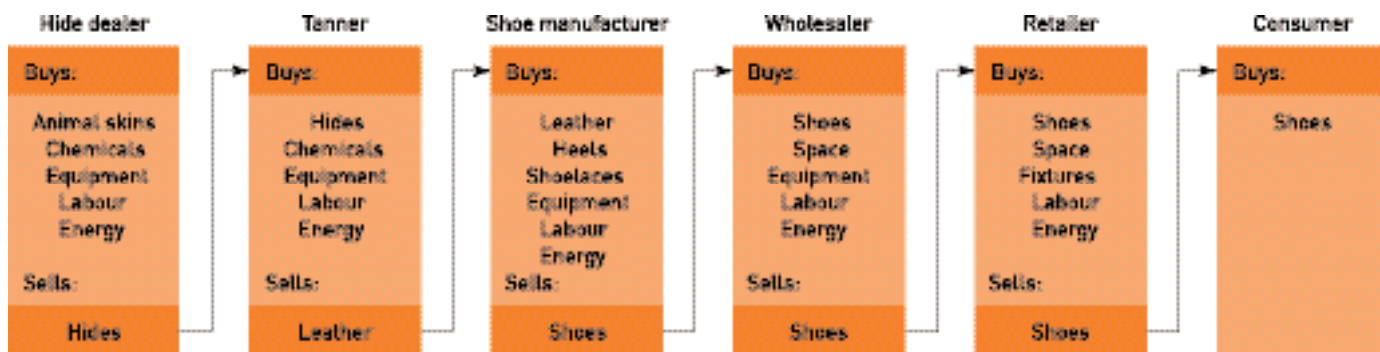 Hide dealer
Buys:
Animal skins
Chemicals
Equipment
Labour
Energy
Sells:
Hides
Tanner
Buys:
Hides
Chemicals
Equipment
Labour
Energy
Sells:
Leather
Shoe manufacturer
Buys:
Leather
Heels
Shoelaces
Equipment
Labour
Energy
Sells:
Shoes
Wholesaler
Buys:
Shoes
Space
Equipment
Labour
Energy
Sells:
Shoes
Retailer
Buys:
Shoes
Space
Fixtures
Labour
Energy
Sells:
Shoes
Consumer
Buys:
Shoes